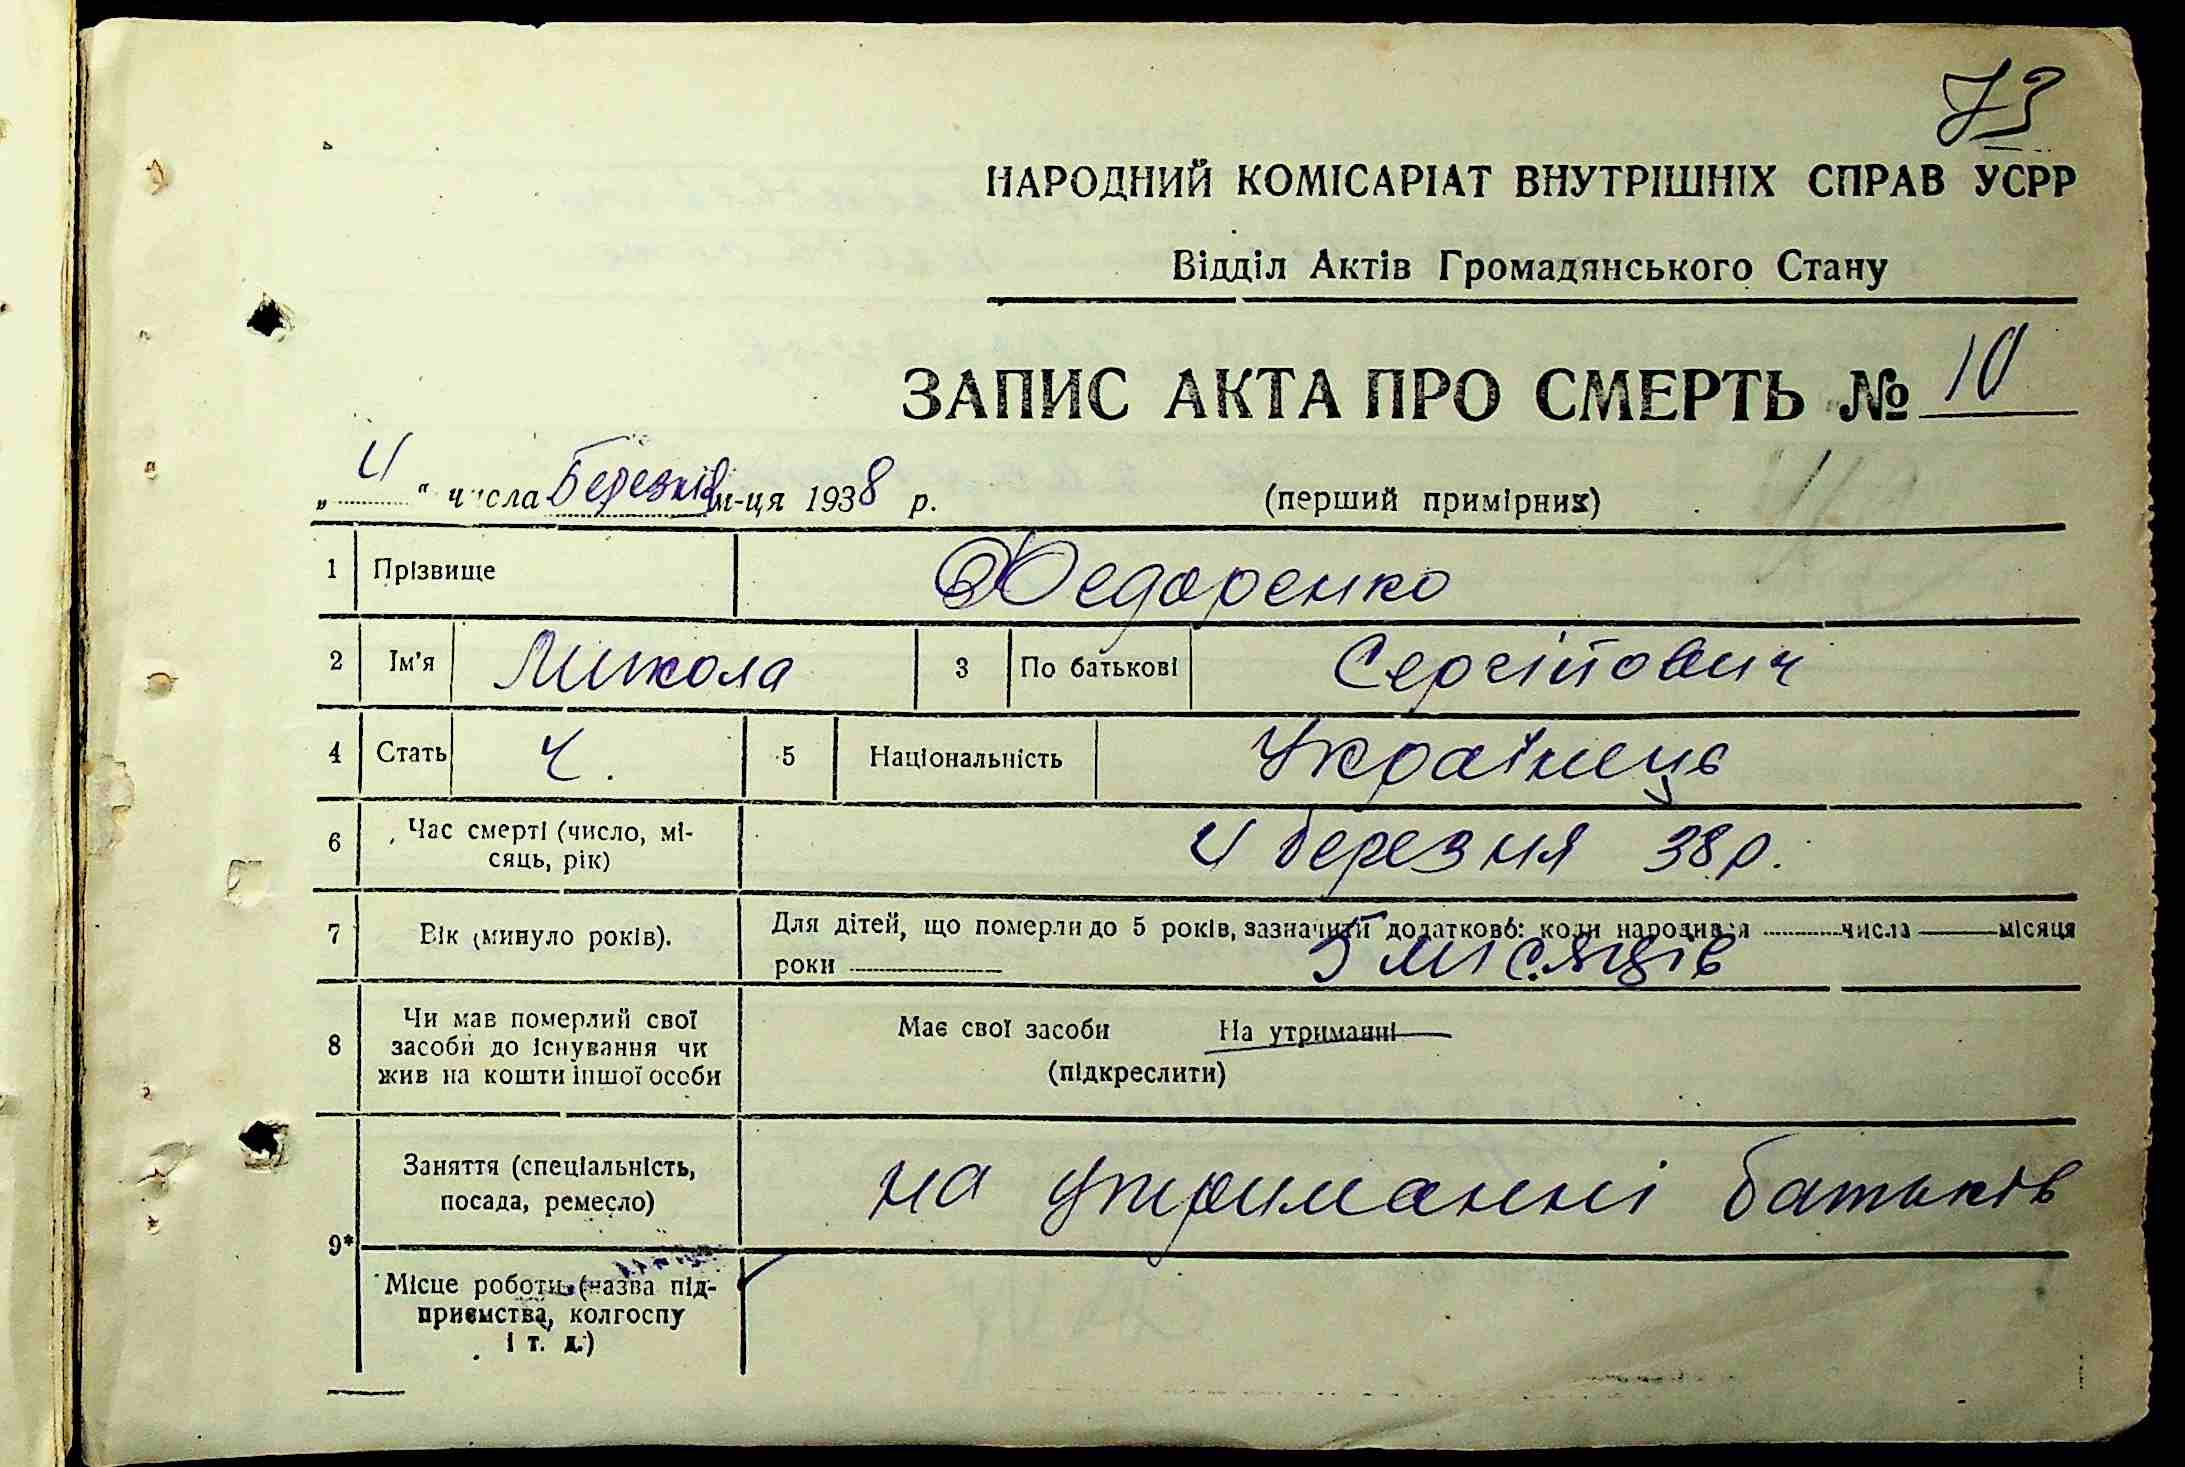 73
НАРОДНИЙ КОМІСАРІАТ ВНУТРІШНІХ СПРАВ УСРР
Відділ Актів Громадянського Стану
ЗАПИС АКТА ПРО СМЕРТЬ № 10
„ 4 " числа м-ця 1938 р. (перший примірник)
1 Прізвище Федоренко
2 Ім'я Микола 3 По батькові Сергійович
4 Стать Ч. 5 Національність Українець
6 Час смерті (число, мі-
сяць, рік) 4 березня 38 р.
7 Вік (минуло років). Для дітей, що померли до 5 років, зазначити додатково: коли народився числа місяця
роки місяців
8 Чи мав померлий свої
засоби до існування чи
жив на кошти іншої особи
Має свої засоби На утриманні
(підкреслити)
9* Заняття (спеціальність,
посада, ремесло) на утриманні батьків
Місце роботи (назва під-
приємства, колгоспу
і т. д.)